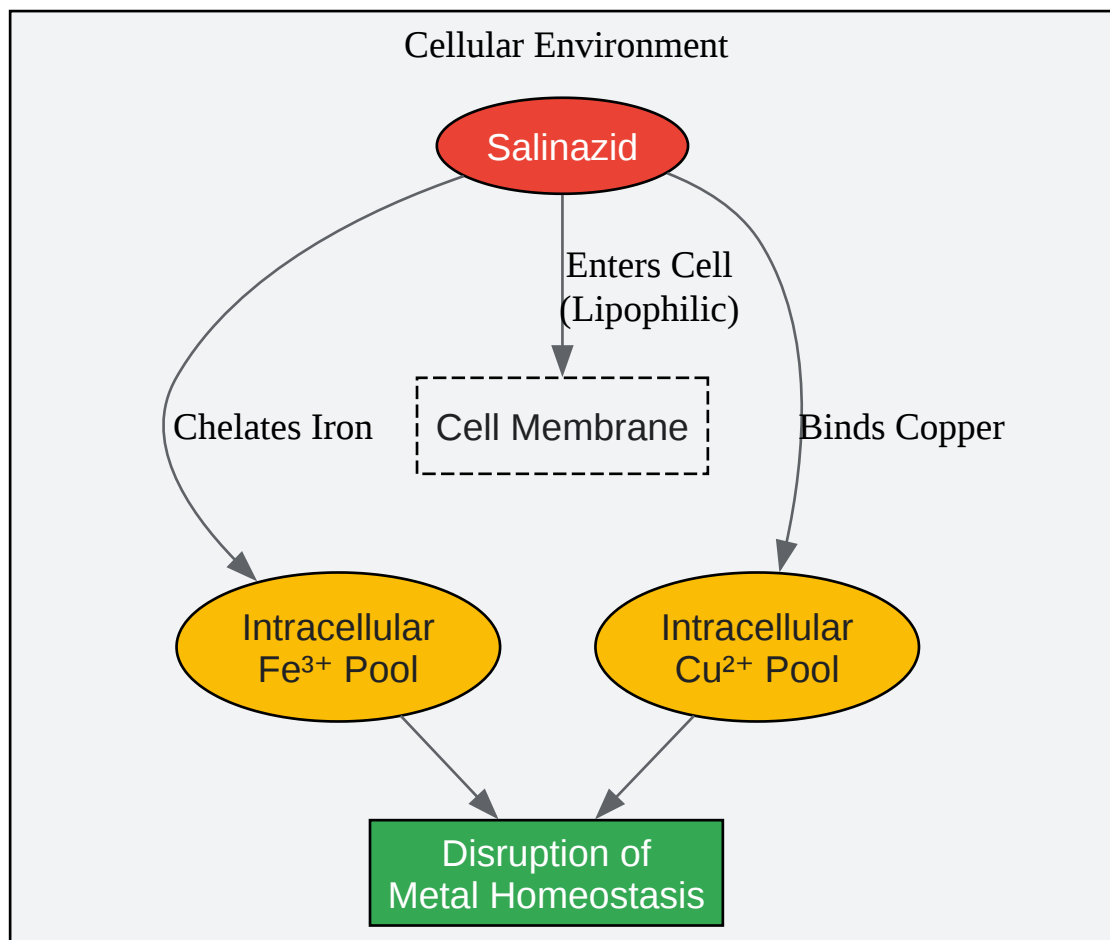 Cellular Environment
Salinazid
Enters Cell
(Lipophilic)
Chelates Iron
Cell Membrane
Binds Copper
Intracellular
Fe³⁺ Pool
Intracellular
Cu²⁺ Pool
Disruption of
Metal Homeostasis